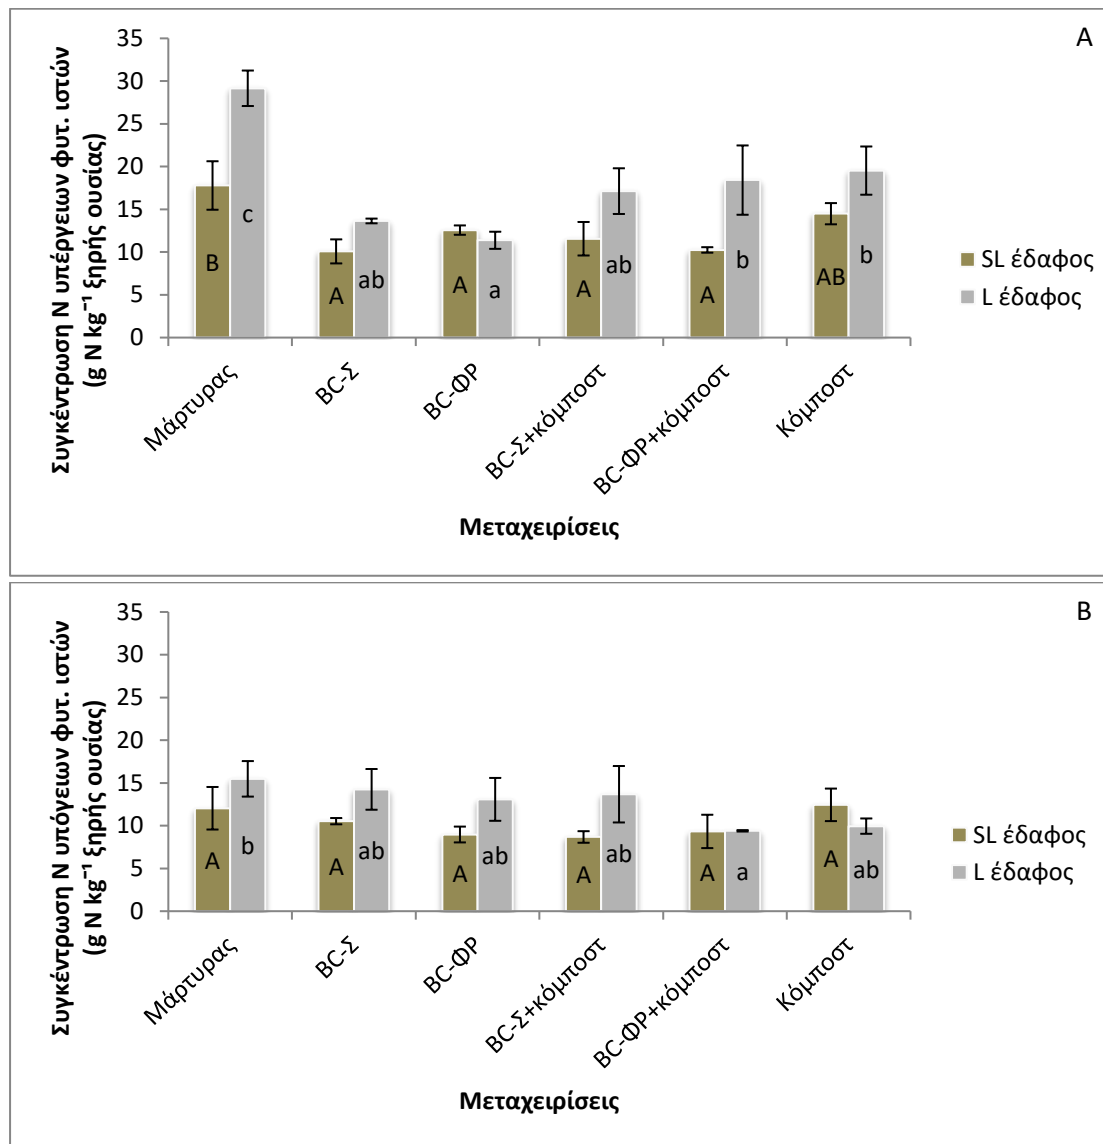 A
Συγκέντρωση Ν υπέργειων φυτ. ιστών
(g N kg⁻¹ ξηρής ουσίας)
35
30
25
20
15
10
5
0
B
c
A
ab
A
a
A
ab
A
b
AB
b
SL έδαφος
L έδαφος
Μάρτυρας
BC-Σ
BC-ΦΡ
BC-Σ+κόμποστ
BC-ΦΡ+κόμποστ
Κόμποστ
Μεταχειρίσεις
B
Συγκέντρωση Ν υπόγειων φυτ. ιστών
(g N kg⁻¹ ξηρής ουσίας)
35
30
25
20
15
10
5
0
A
b
A
ab
A
ab
A
ab
A
a
A
ab
SL έδαφος
L έδαφος
Μάρτυρας
BC-Σ
BC-ΦΡ
BC-Σ+κόμποστ
BC-ΦΡ+κόμποστ
Κόμποστ
Μεταχειρίσεις